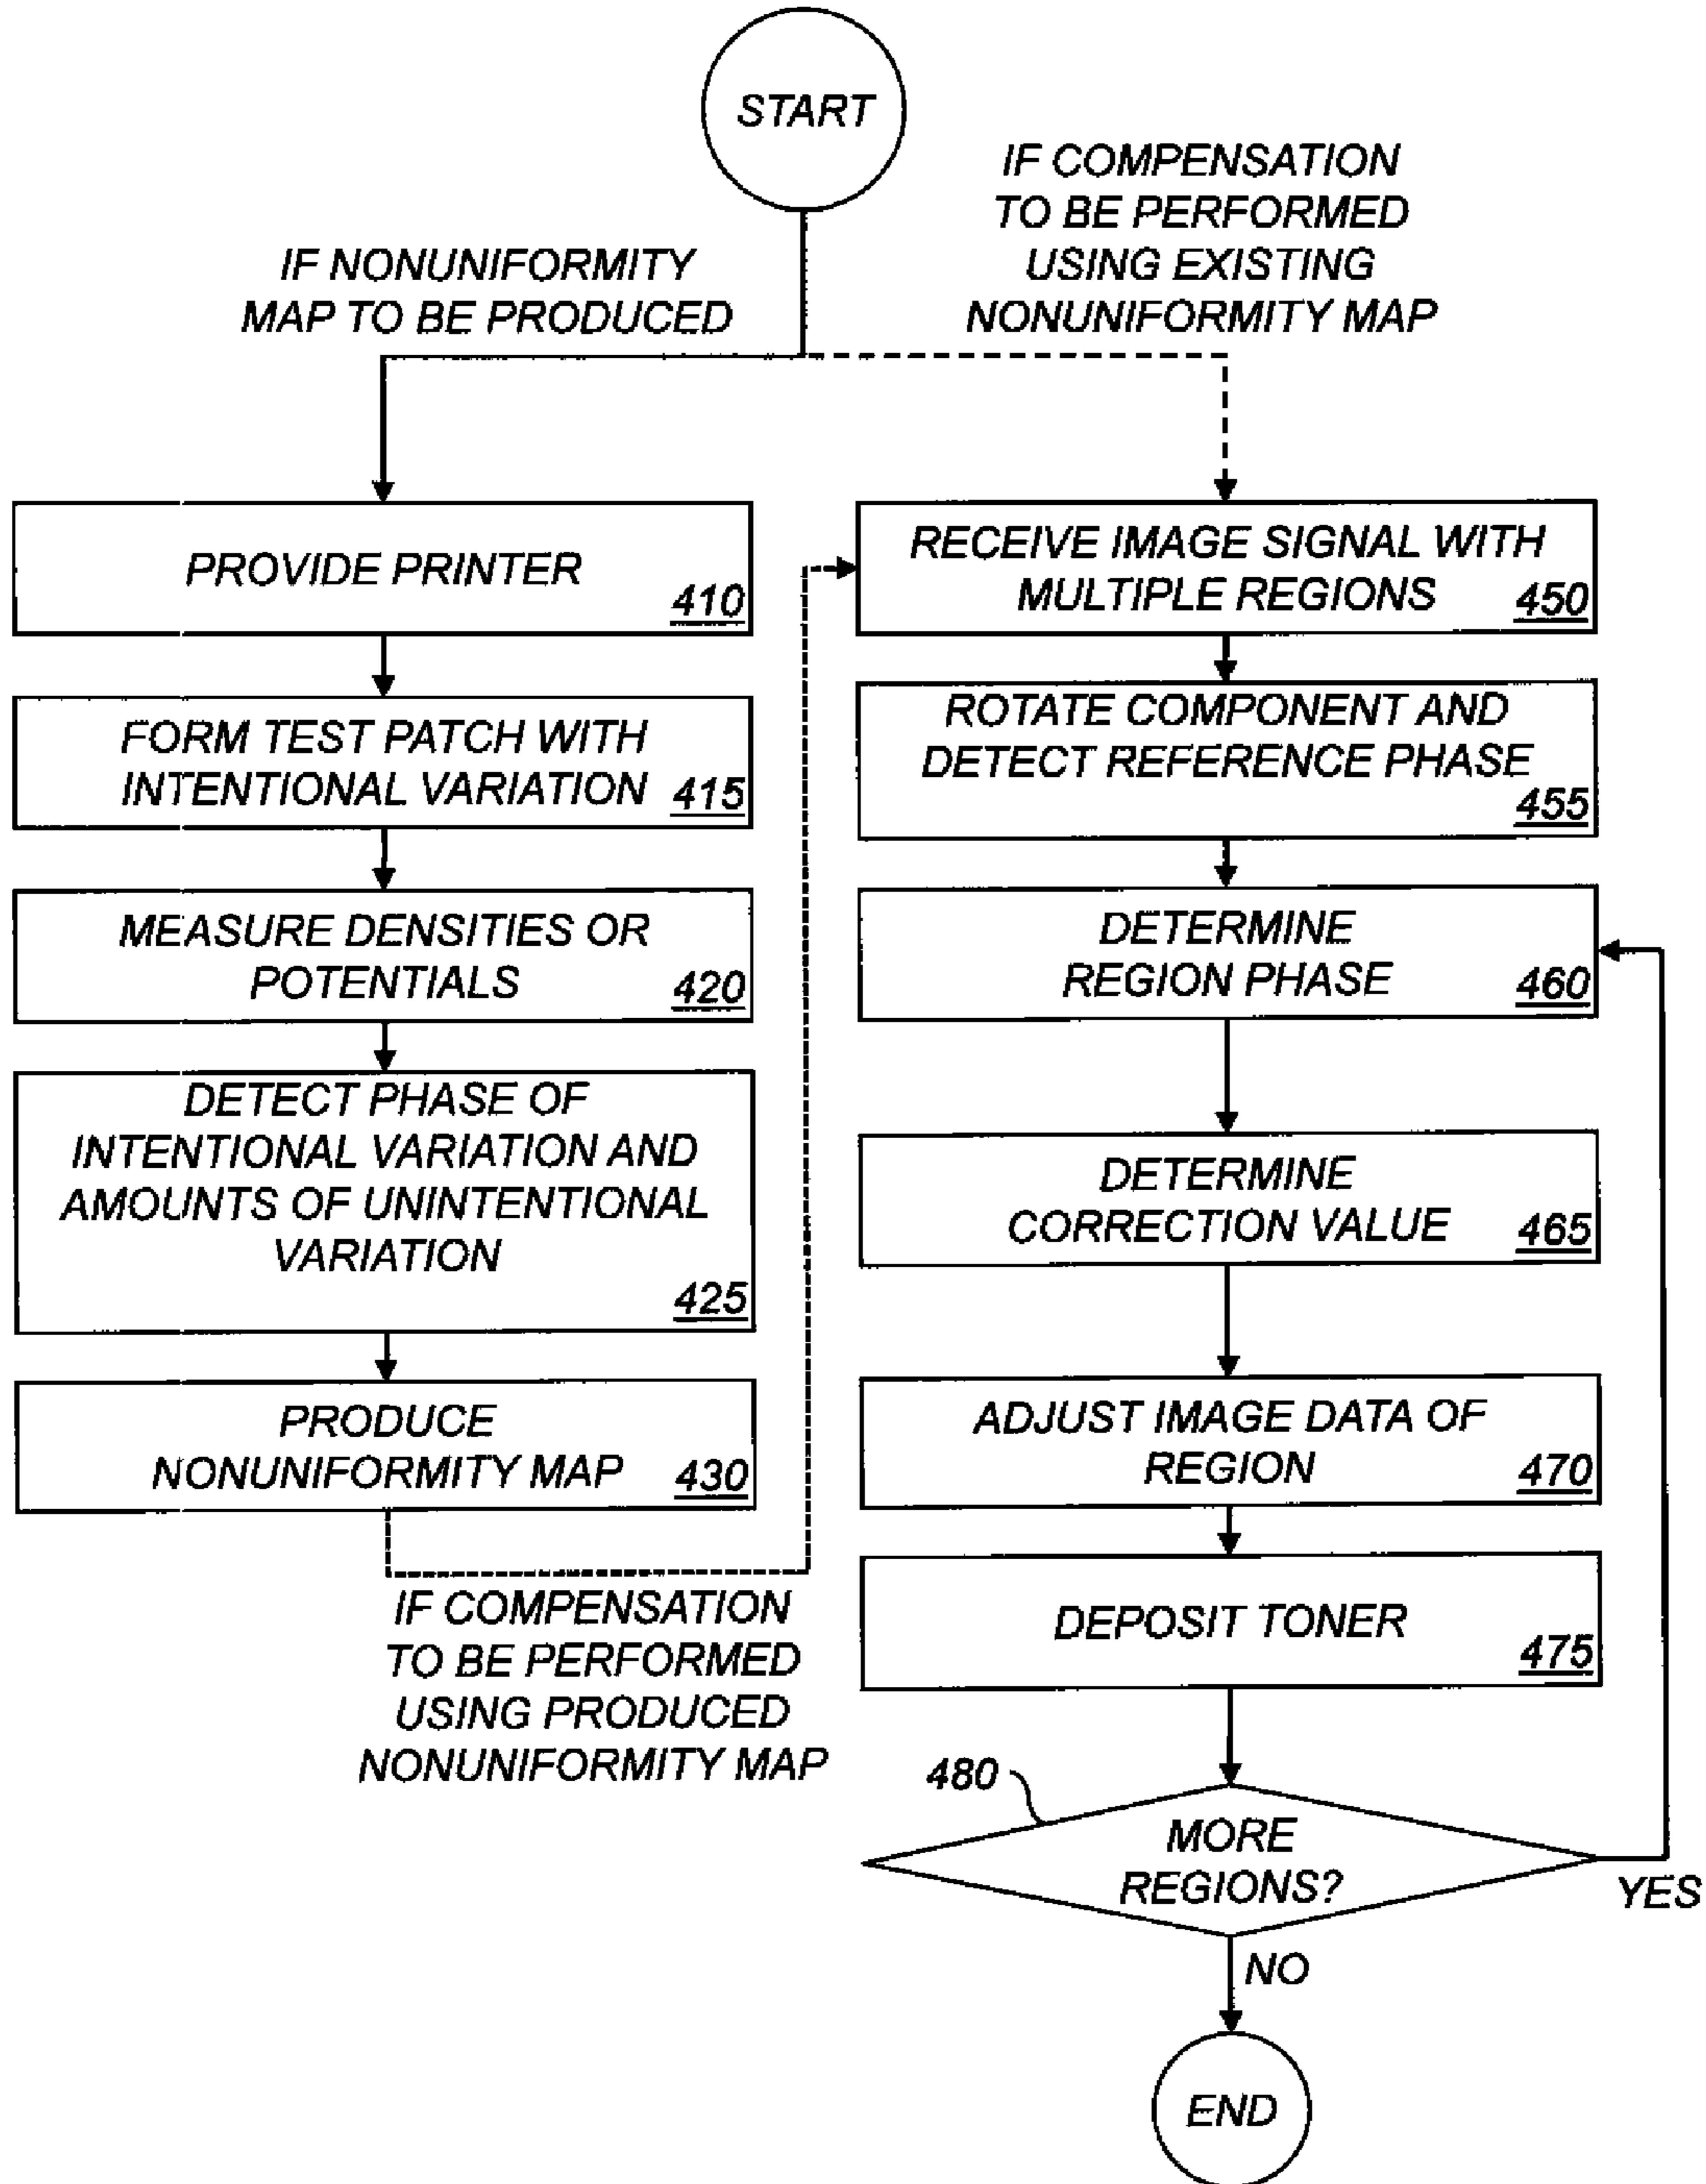 START
IF NONUNIFORMITY
MAP TO BE PRODUCED
IF COMPENSATION
TO BE PERFORMED
USING EXISTING
NONUNIFORMITY MAP
PROVIDE PRINTER
410
FORM TEST PATCH WITH
INTENTIONAL VARIATION
415
MEASURE DENSITIES OR
POTENTIALS
420
DETECT PHASE OF
INTENTIONAL VARIATION AND
AMOUNTS OF UNINTENTIONAL
VARIATION
425
PRODUCE
NONUNIFORMITY MAP
430
IF COMPENSATION
TO BE PERFORMED
USING PRODUCED
NONUNIFORMITY MAP
RECEIVE IMAGE SIGNAL WITH
MULTIPLE REGIONS
450
ROTATE COMPONENT AND
DETECT REFERENCE PHASE
455
DETERMINE
REGION PHASE
460
DETERMINE
CORRECTION VALUE
465
ADJUST IMAGE DATA OF
REGION
470
DEPOSIT TONER
475
480
MORE
REGIONS?
YES
NO
END